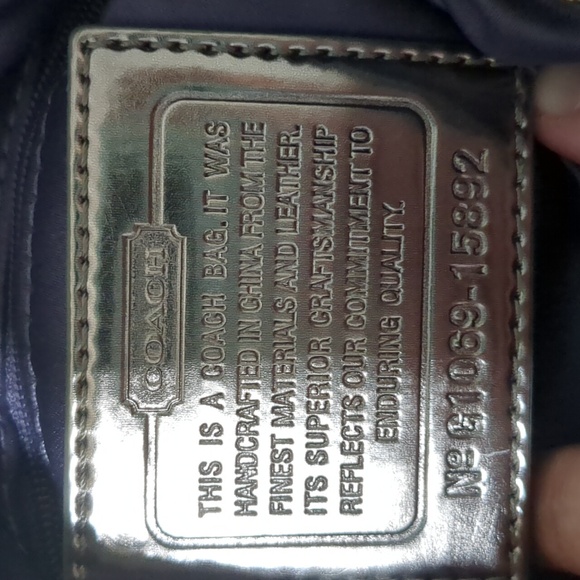 COACH
THIS IS A COACH BAG. IT WAS
HANDCRAFTED IN CHINA FROM THE
FINEST MATERIALS AND LEATHER.
ITS SUPERIOR CRAFTSMANSHIP
REFLECTS OUR COMMITMENT TO
ENDURING QUALITY.
Nº G1069-15892